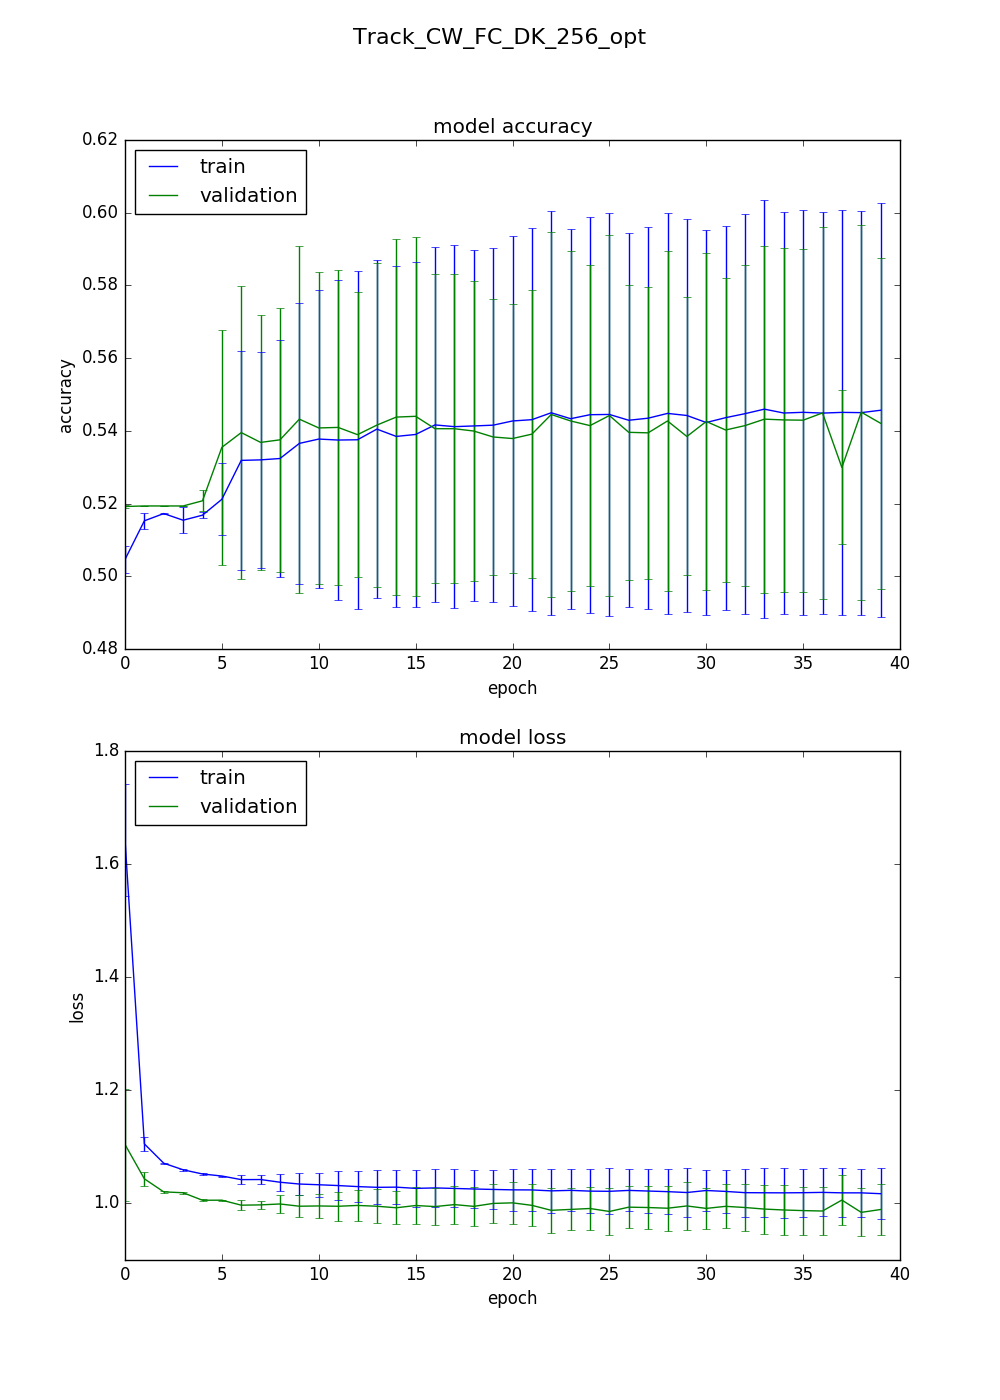 Track_CW_FC_DK_256_opt
model accuracy
0.62
0.60
0.58
0.56
0.54
0.52
0.50
0.48
accuracy
train
validation
0 5 10 15 20 25 30 35 40
epoch
model loss
1.8
1.6
1.4
1.2
1.0
loss
train
validation
0 5 10 15 20 25 30 35 40
epoch